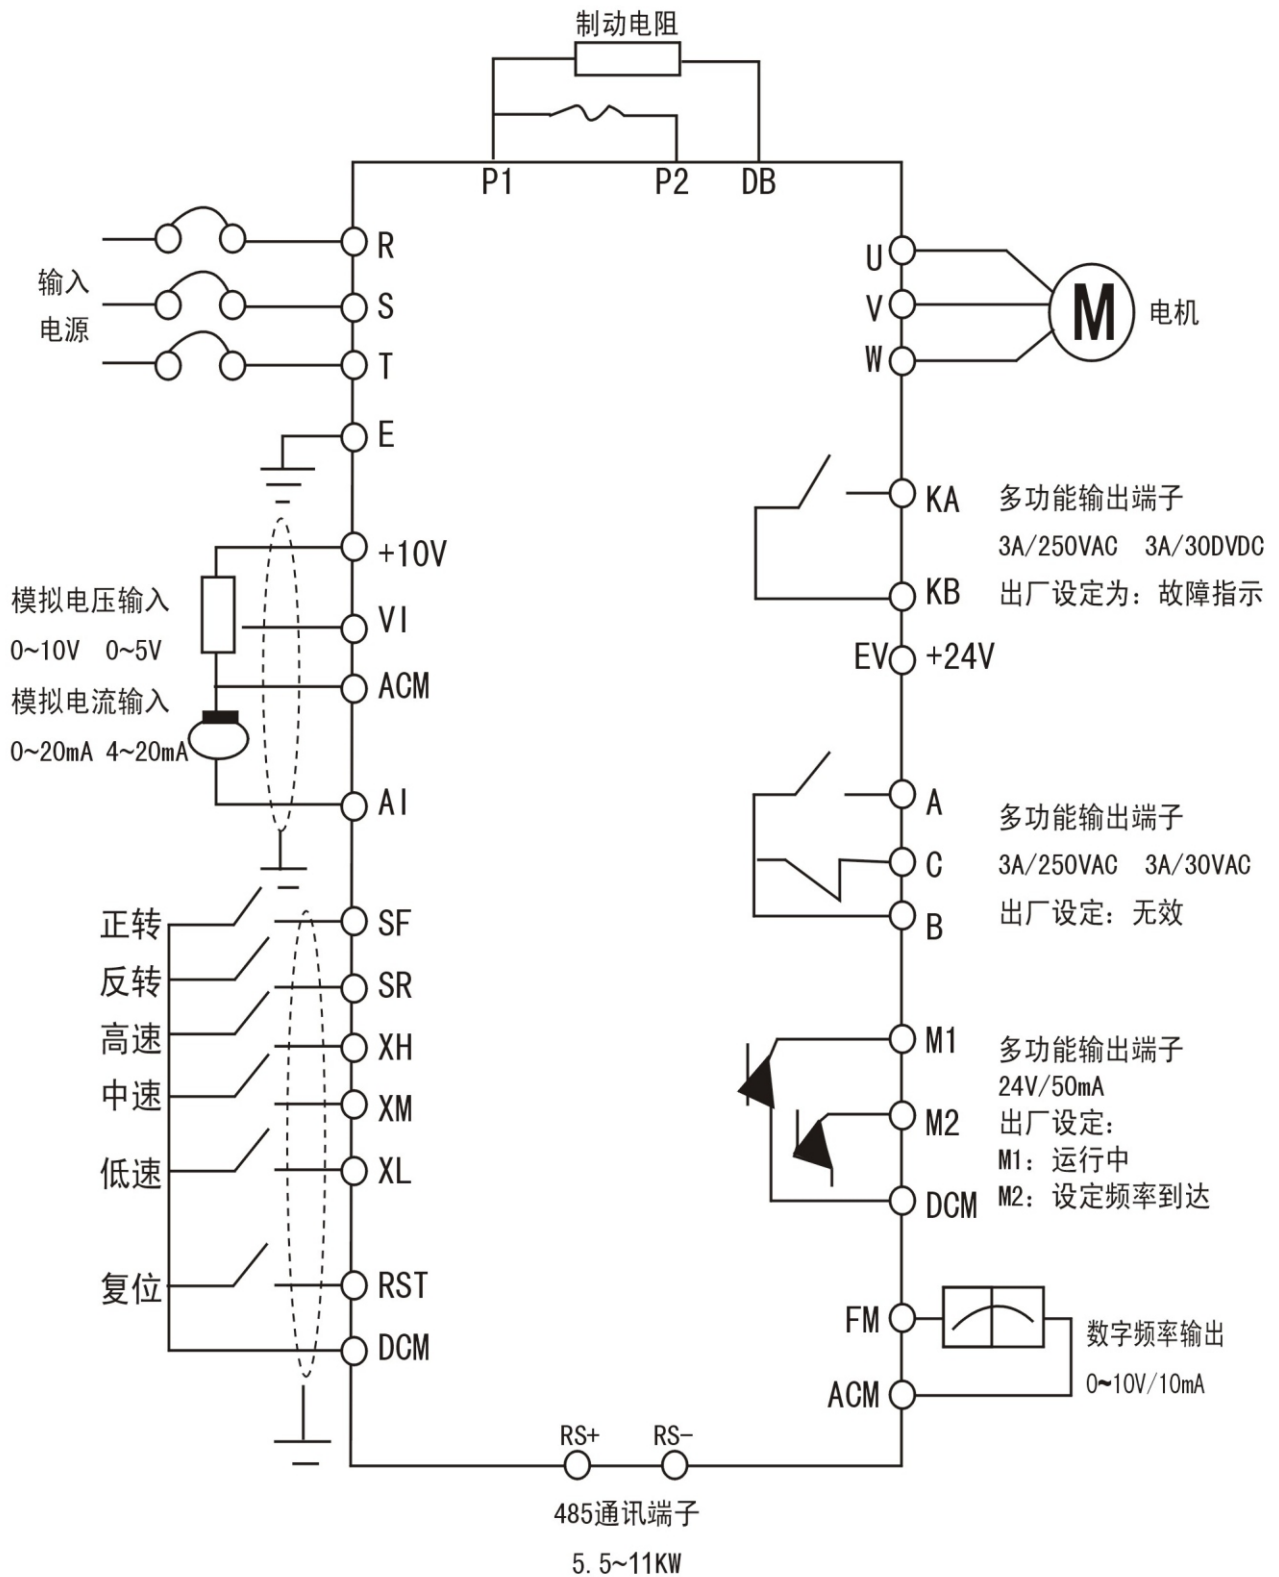 制动电阻
P1
P2
DB
R
S
T
E
输入
电源
U
V
W
M
电机
+10V
VI
ACM
AI
模拟电压输入
0~10V 0~5V
模拟电流输入
0~20mA 4~20mA
KA
KB
多功能输出端子
3A/250VAC 3A/30DVDC
出厂设定为：故障指示
EV
+24V
A
C
B
多功能输出端子
3A/250VAC 3A/30VAC
出厂设定：无效
正转
反转
高速
中速
低速
复位
SF
SR
XH
XM
XL
RST
DCM
M1
M2
DCM
多功能输出端子
24V/50mA
出厂设定：
M1：运行中
M2：设定频率到达
FM
ACM
数字频率输出
0~10V/10mA
RS+
RS-
485通讯端子
5.5~11KW